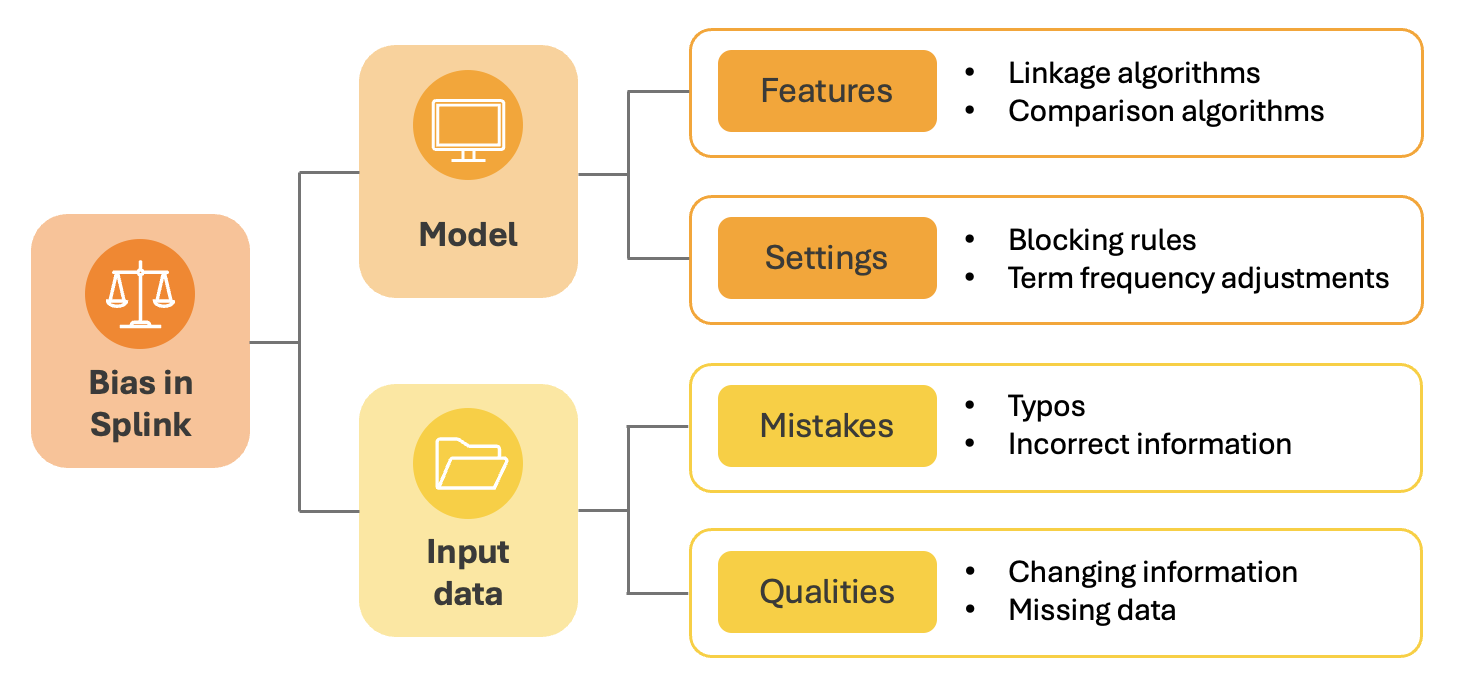 Bias in
Splink
Model
Features
• Linkage algorithms
• Comparison algorithms
Settings
• Blocking rules
• Term frequency adjustments
Input
data
Mistakes
• Typos
• Incorrect information
Qualities
• Changing information
• Missing data